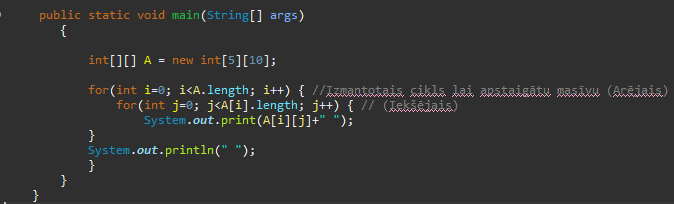 public static void main(String[] args)
{
int[][] A = new int[5][10];
for(int i=0; i<A.length; i++) { //Izmantotais cikls lai apstaigātu masīvu (Arējais)
for(int j=0; j<A[i].length; j++) { // (Iekšējais)
System.out.print(A[i][j]+" ");
}
System.out.println(" ");
}
}
}